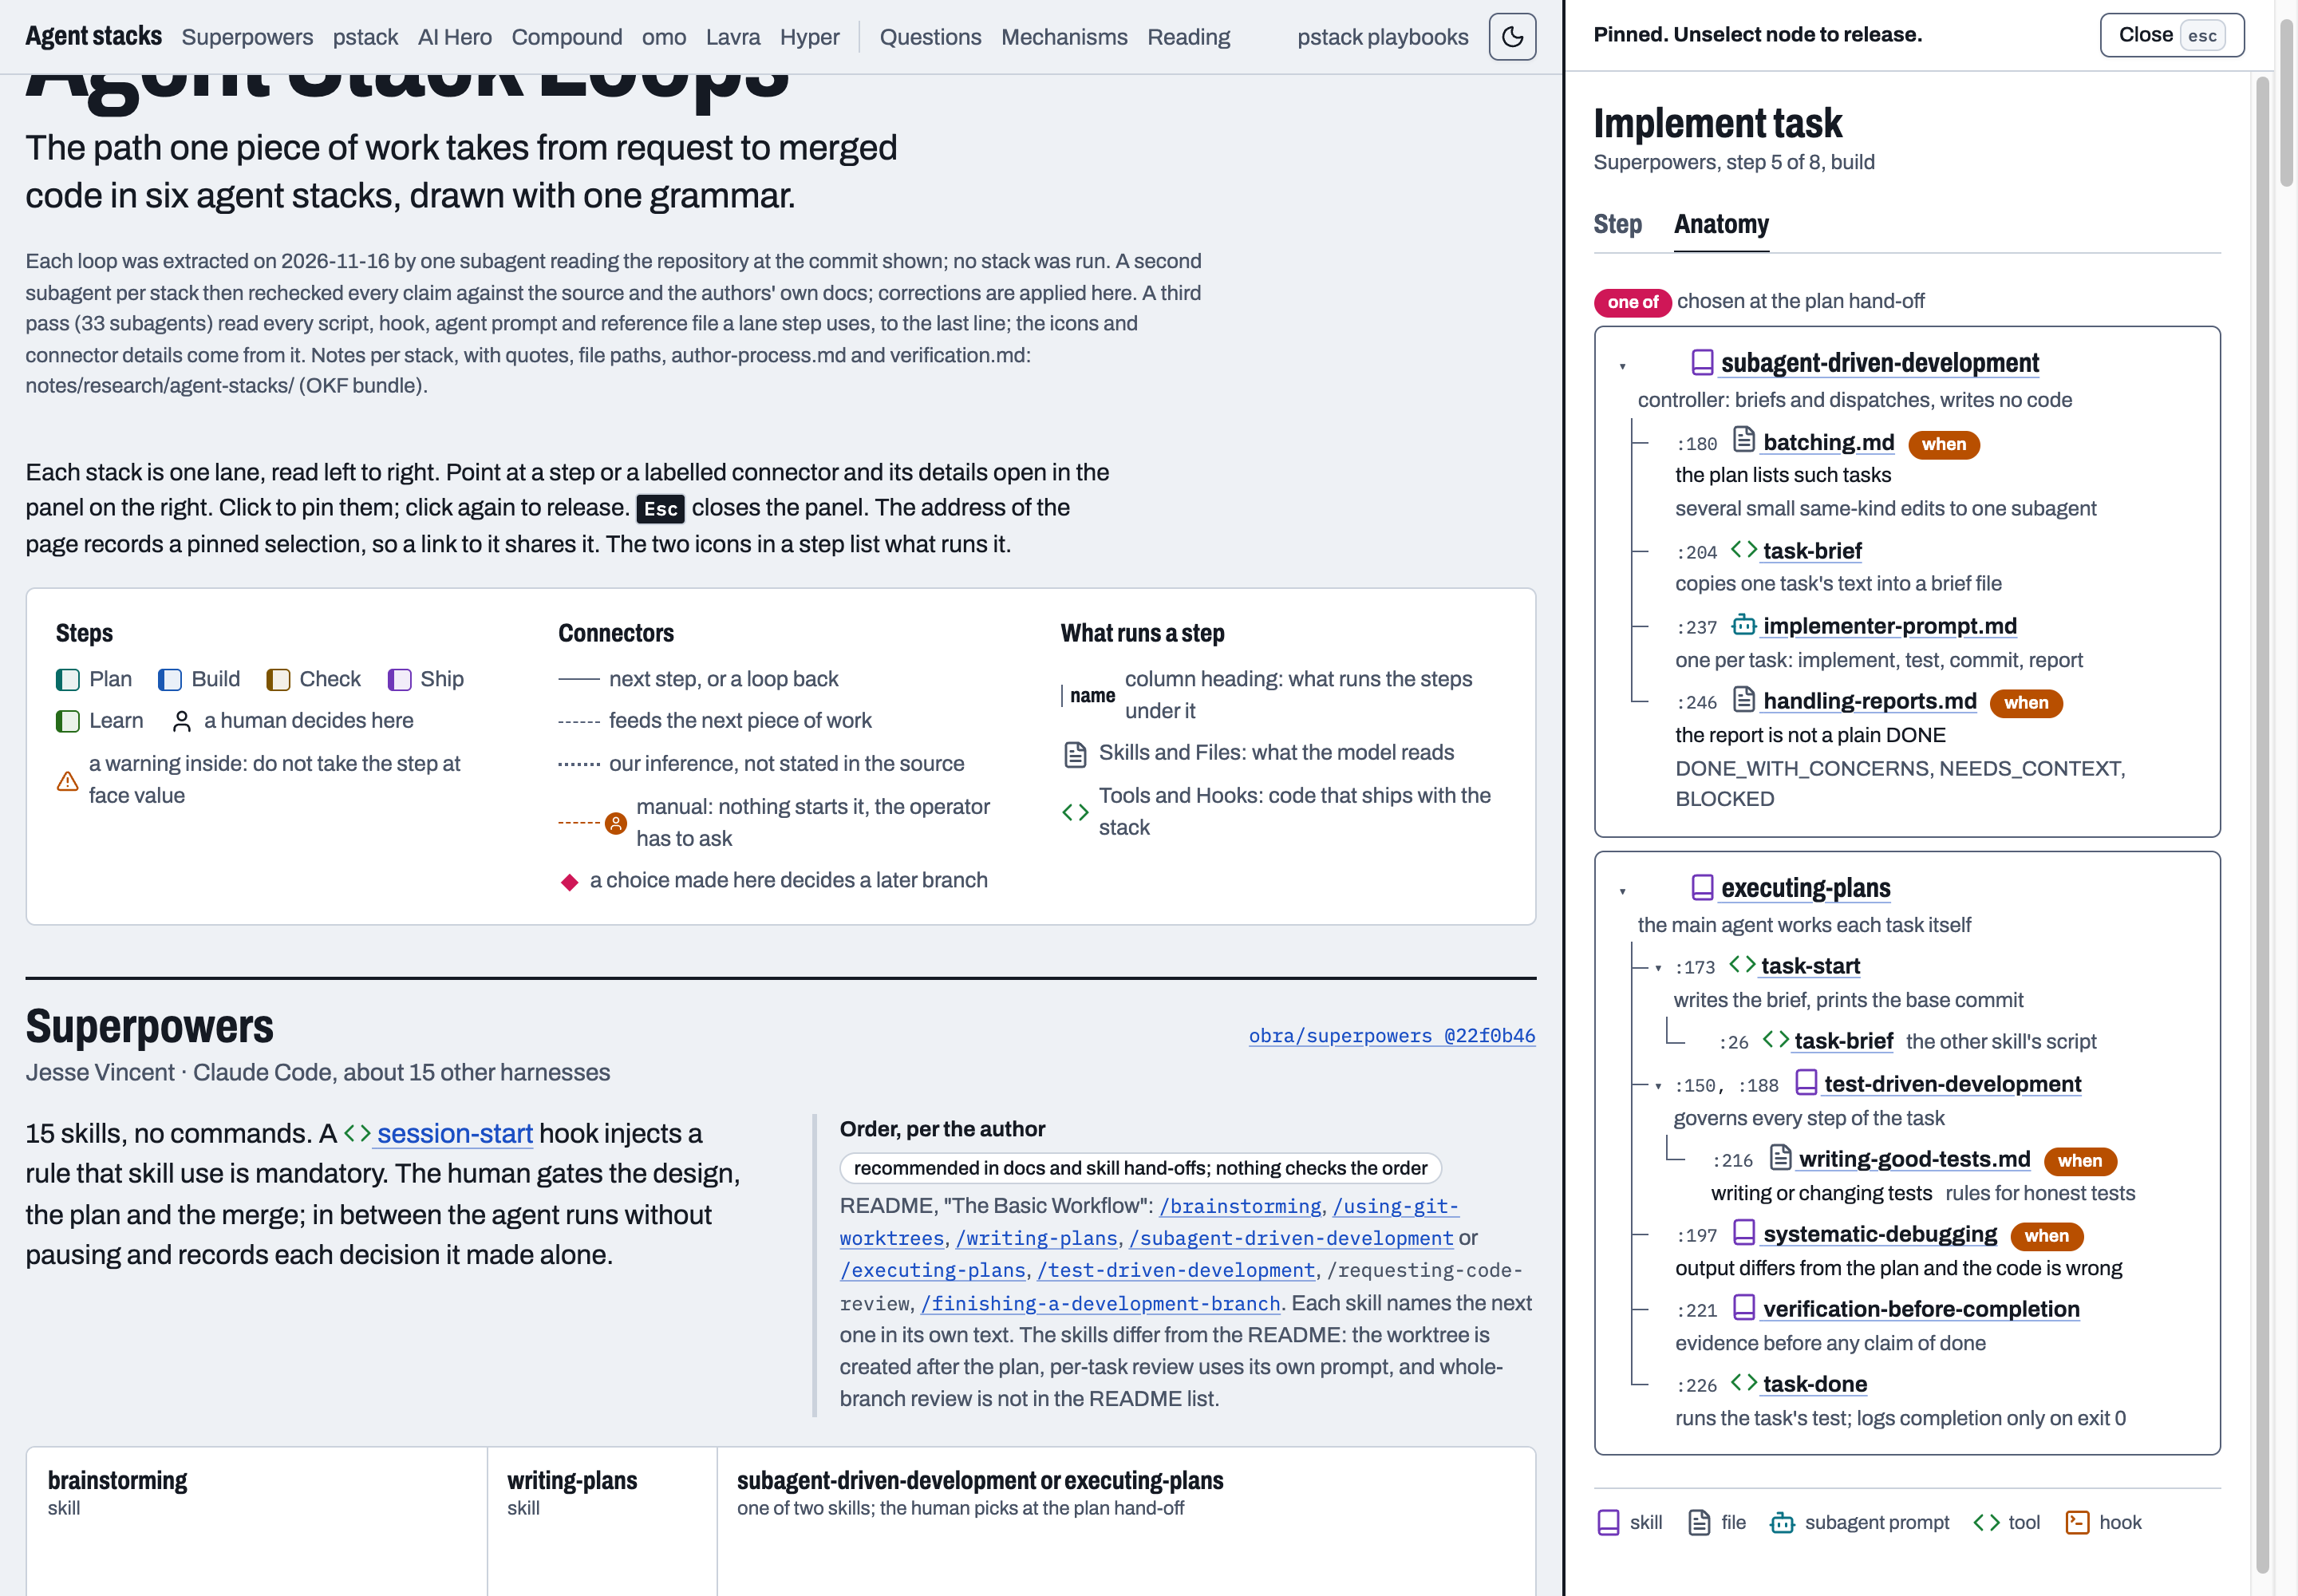 Agent stacks Superpowers pstack AI Hero Compound omo Lavra Hyper Questions Mechanisms Reading pstack playbooks
Agent Stack Loops
The path one piece of work takes from request to merged
code in six agent stacks, drawn with one grammar.
Each loop was extracted on 2026-11-16 by one subagent reading the repository at the commit shown; no stack was run. A second
subagent per stack then rechecked every claim against the source and the authors' own docs; corrections are applied here. A third
pass (33 subagents) read every script, hook, agent prompt and reference file a lane step uses, to the last line; the icons and
connector details come from it. Notes per stack, with quotes, file paths, author-process.md and verification.md:
notes/research/agent-stacks/ (OKF bundle).
Each stack is one lane, read left to right. Point at a step or a labelled connector and its details open in the
panel on the right. Click to pin them; click again to release. Esc closes the panel. The address of the
page records a pinned selection, so a link to it shares it. The two icons in a step list what runs it.
Steps
Plan Build Check Ship
Learn a human decides here
a warning inside: do not take the step at
face value
Connectors
next step, or a loop back
feeds the next piece of work
our inference, not stated in the source
manual: nothing starts it, the operator
has to ask
a choice made here decides a later branch
What runs a step
name column heading: what runs the steps
under it
Skills and Files: what the model reads
Tools and Hooks: code that ships with the
stack
Superpowers
obra/superpowers @22f0b46
Jesse Vincent · Claude Code, about 15 other harnesses
15 skills, no commands. A session-start hook injects a
rule that skill use is mandatory. The human gates the design,
the plan and the merge; in between the agent runs without
pausing and records each decision it made alone.
Order, per the author
recommended in docs and skill hand-offs; nothing checks the order
README, "The Basic Workflow": /brainstorming, /using-git-
worktrees, /writing-plans, /subagent-driven-development or
/executing-plans, /test-driven-development, /requesting-code-
review, /finishing-a-development-branch. Each skill names the next
one in its own text. The skills differ from the README: the worktree is
created after the plan, per-task review uses its own prompt, and whole-
branch review is not in the README list.
brainstorming
skill
writing-plans
skill
subagent-driven-development or executing-plans
one of two skills; the human picks at the plan hand-off
Pinned. Unselect node to release.
Close esc
Implement task
Superpowers, step 5 of 8, build
Step Anatomy
one of chosen at the plan hand-off
subagent-driven-development
controller: briefs and dispatches, writes no code
:180 batching.md when
the plan lists such tasks
several small same-kind edits to one subagent
:204 task-brief
copies one task's text into a brief file
:237 implementer-prompt.md
one per task: implement, test, commit, report
:246 handling-reports.md when
the report is not a plain DONE
DONE_WITH_CONCERNS, NEEDS_CONTEXT,
BLOCKED
executing-plans
the main agent works each task itself
:173 task-start
writes the brief, prints the base commit
:26 task-brief the other skill's script
:150, :188 test-driven-development
governs every step of the task
:216 writing-good-tests.md when
writing or changing tests rules for honest tests
:197 systematic-debugging when
output differs from the plan and the code is wrong
:221 verification-before-completion
evidence before any claim of done
:226 task-done
runs the task's test; logs completion only on exit 0
skill file subagent prompt tool hook